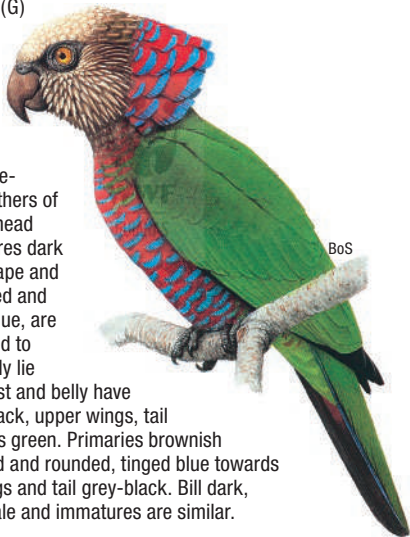 (G)
e-
thers of
head
res dark
ape and
ed and
ue, are
d to
ly lie
st and belly have
BoS
ack, upper wings, tail
s green. Primaries brownish
d and rounded, tinged blue towards
gs and tail grey-black. Bill dark,
ale and immatures are similar.